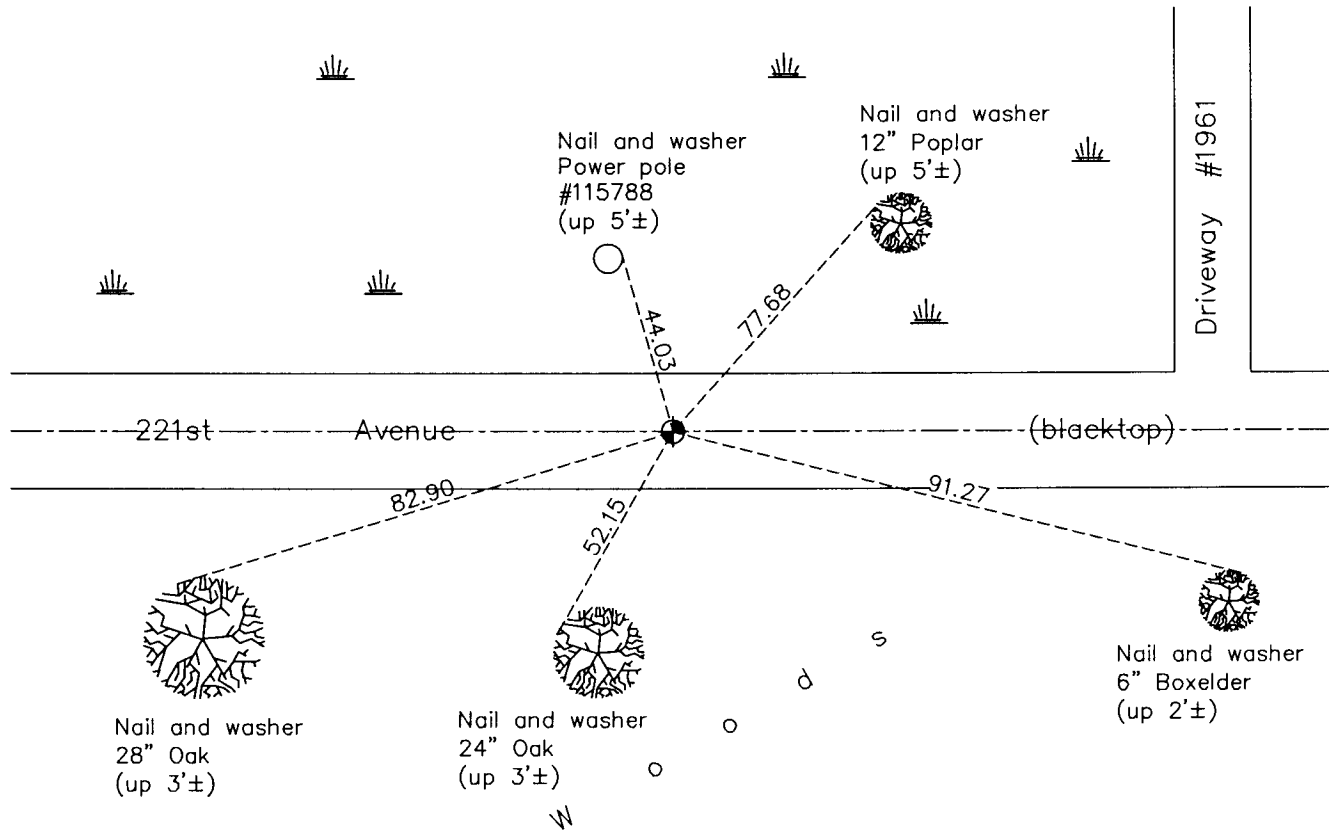 Nail and washer
12" Poplar
(up 5'±)
Nail and washer
Power pole
#115788
(up 5'±)
Driveway #1961
77.68
44.03
221st Avenue (blacktop)
82.90
52.15
91.27
Nail and washer
28" Oak
(up 3'±)
Nail and washer
24" Oak
(up 3'±)
Woods
Nail and washer
6" Boxelder
(up 2'±)